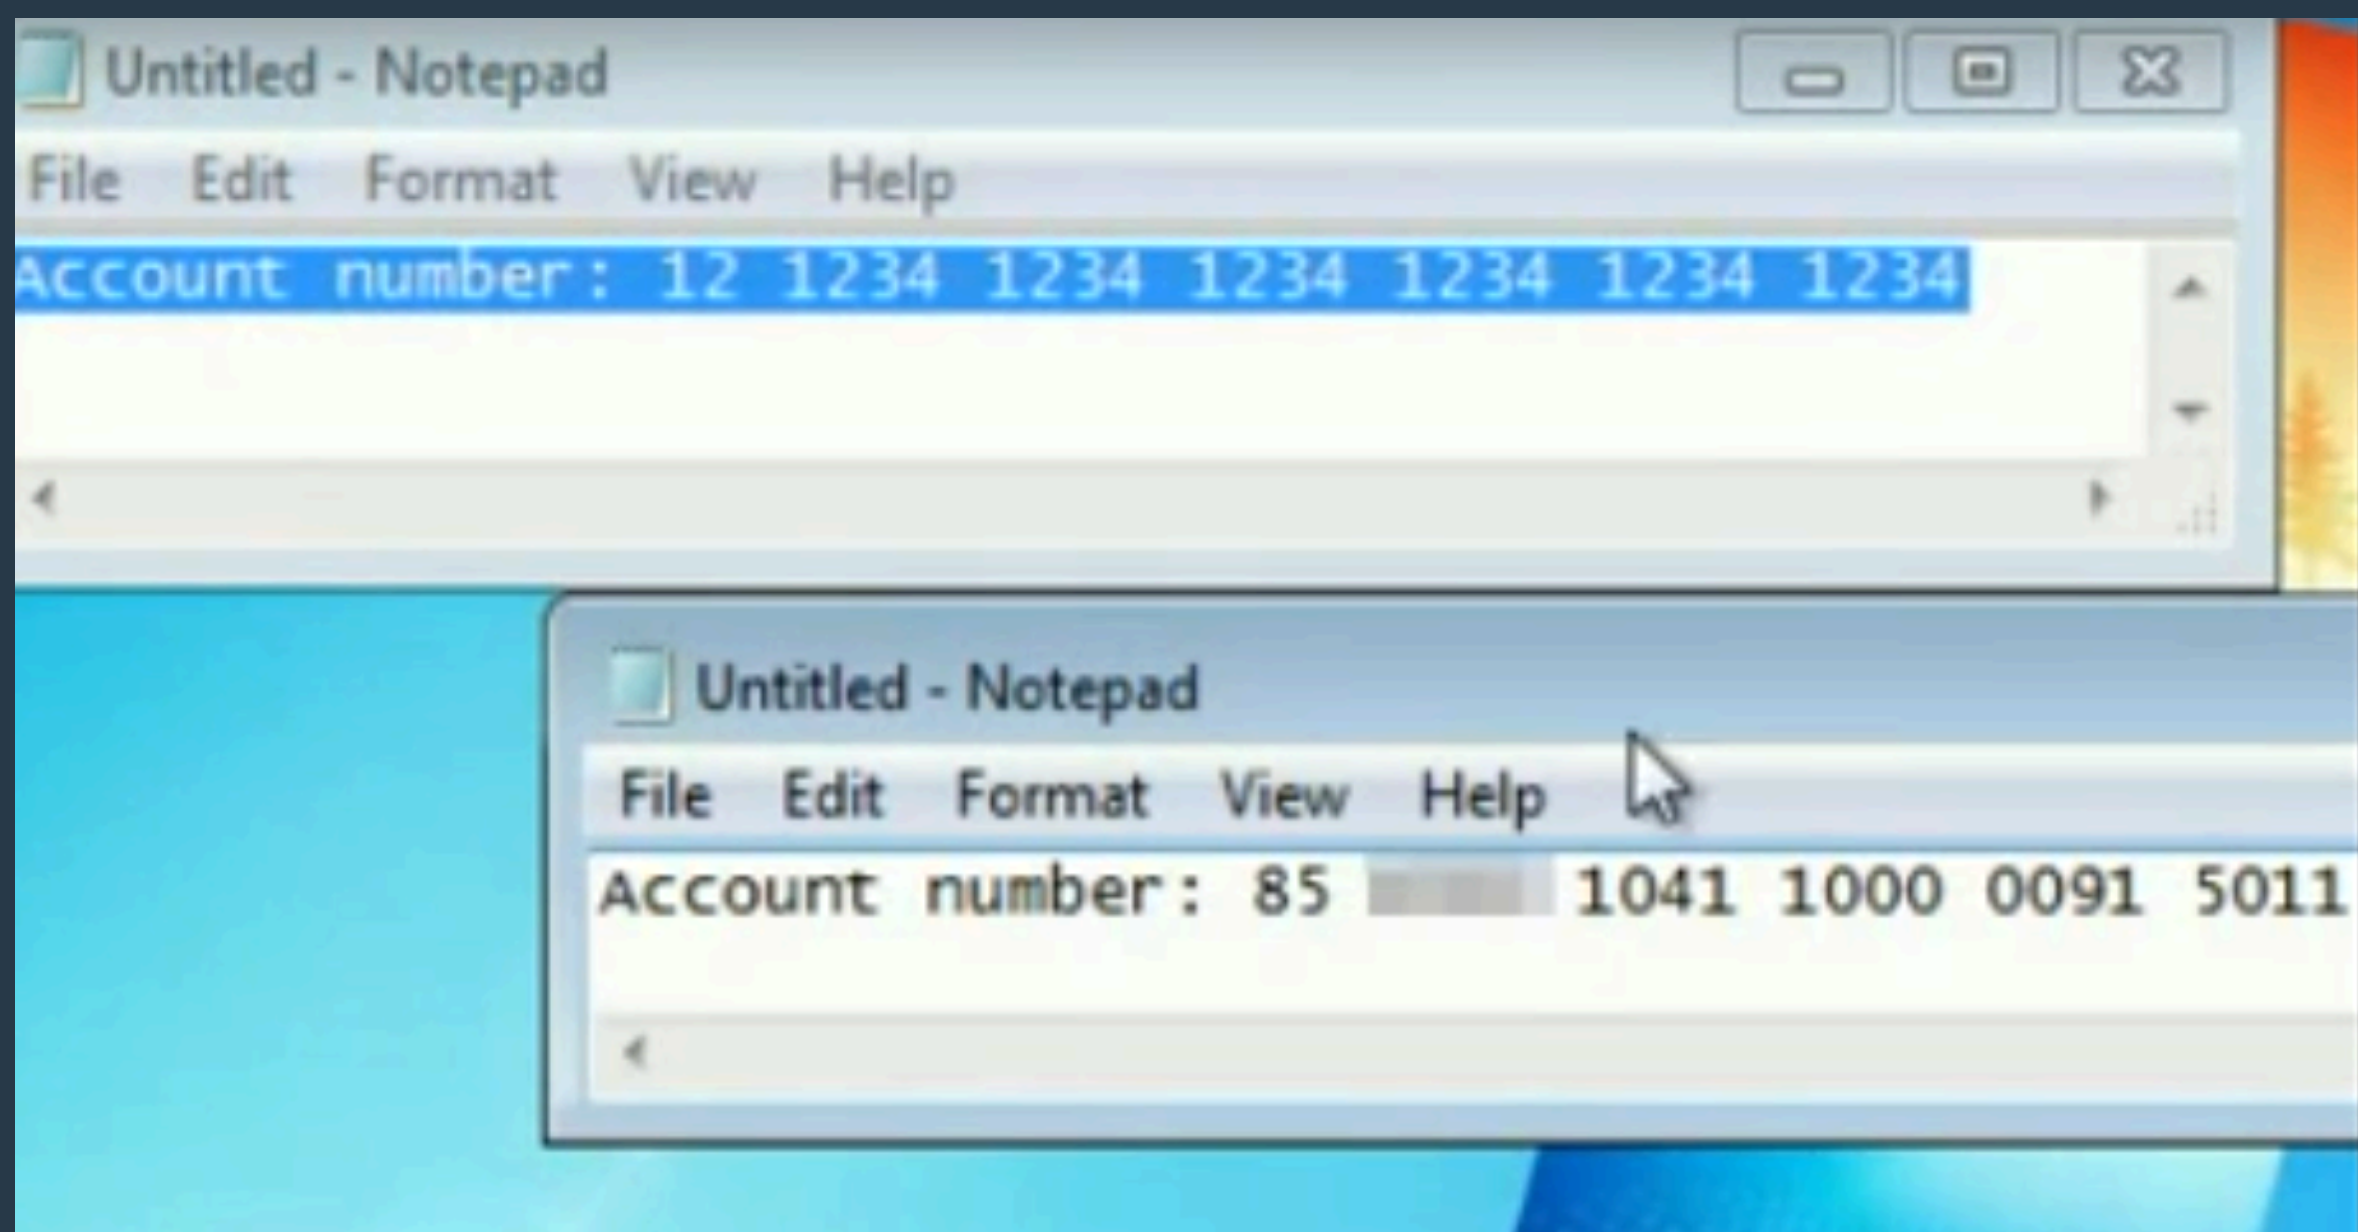 Untitled - Notepad
File Edit Format View Help
Account number: 12 1234 1234 1234 1234 1234 1234
Untitled - Notepad
File Edit Format View Help
Account number: 85 1041 1000 0091 5011